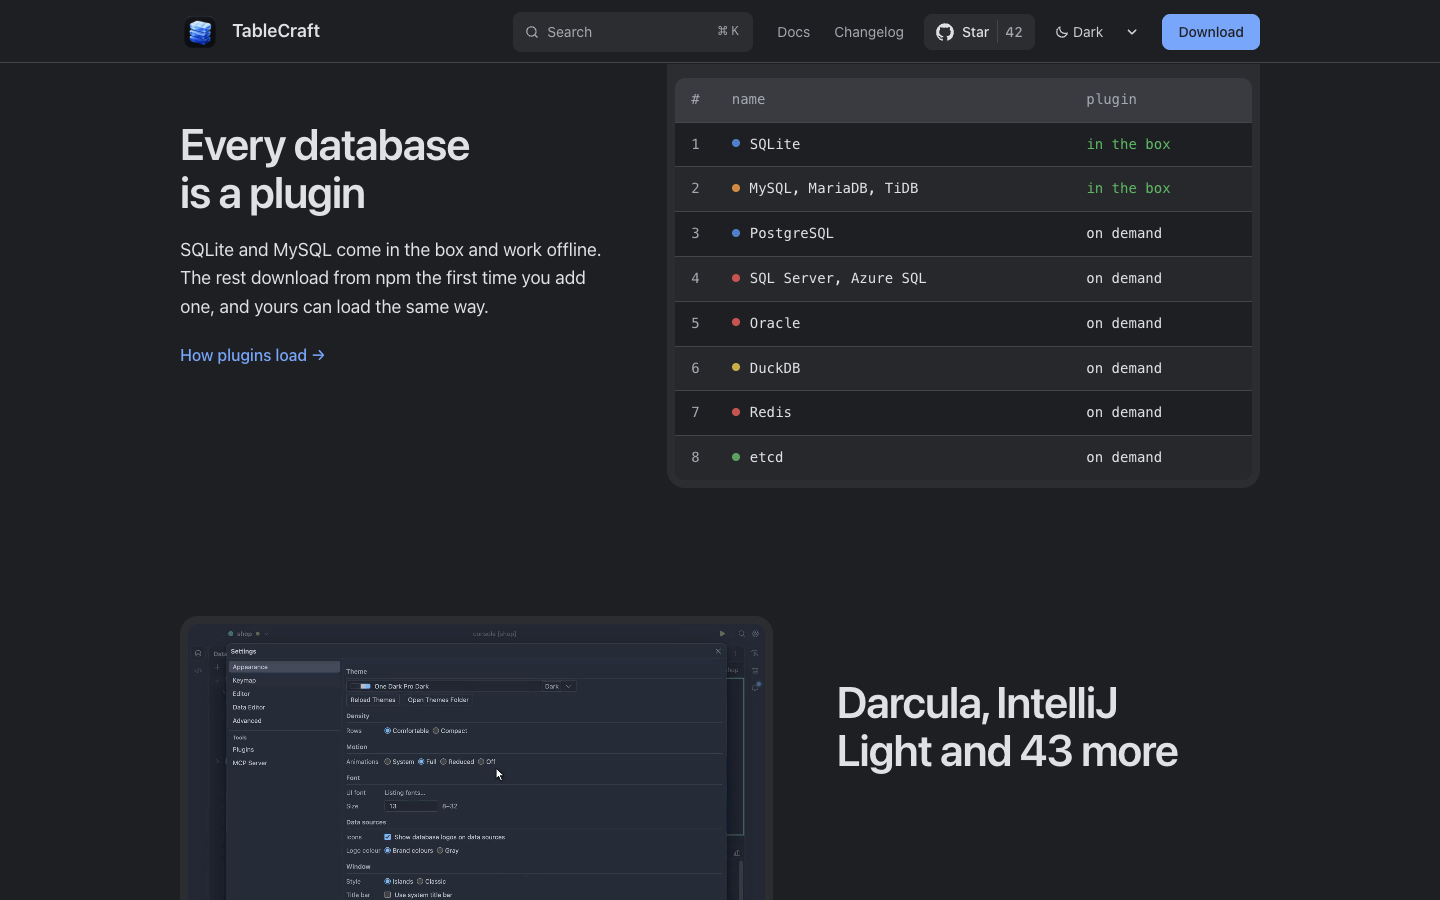 TableCraft
Search
⌘ K
Docs
Changelog
Star
42
Dark
Download
Every database
is a plugin
SQLite and MySQL come in the box and work offline.
The rest download from npm the first time you add
one, and yours can load the same way.
How plugins load →
# name plugin
1 SQLite in the box
2 MySQL, MariaDB, TiDB in the box
3 PostgreSQL on demand
4 SQL Server, Azure SQL on demand
5 Oracle on demand
6 DuckDB on demand
7 Redis on demand
8 etcd on demand
shop
console [shop]
Settings
Appearance
Keymap
Editor
Data Editor
Advanced
Tools
Plugins
MCP Server
Theme
One Dark Pro Dark
Dark
Reload Themes
Open Themes Folder
Density
Rows Comfortable Compact
Motion
Animations System Full Reduced Off
Font
UI font Listing fonts...
Size 13 8–32
Data sources
Icons Show database logos on data sources
Logo colour Brand colours Gray
Window
Style Islands Classic
Title bar Use system title bar
Darcula, IntelliJ
Light and 43 more